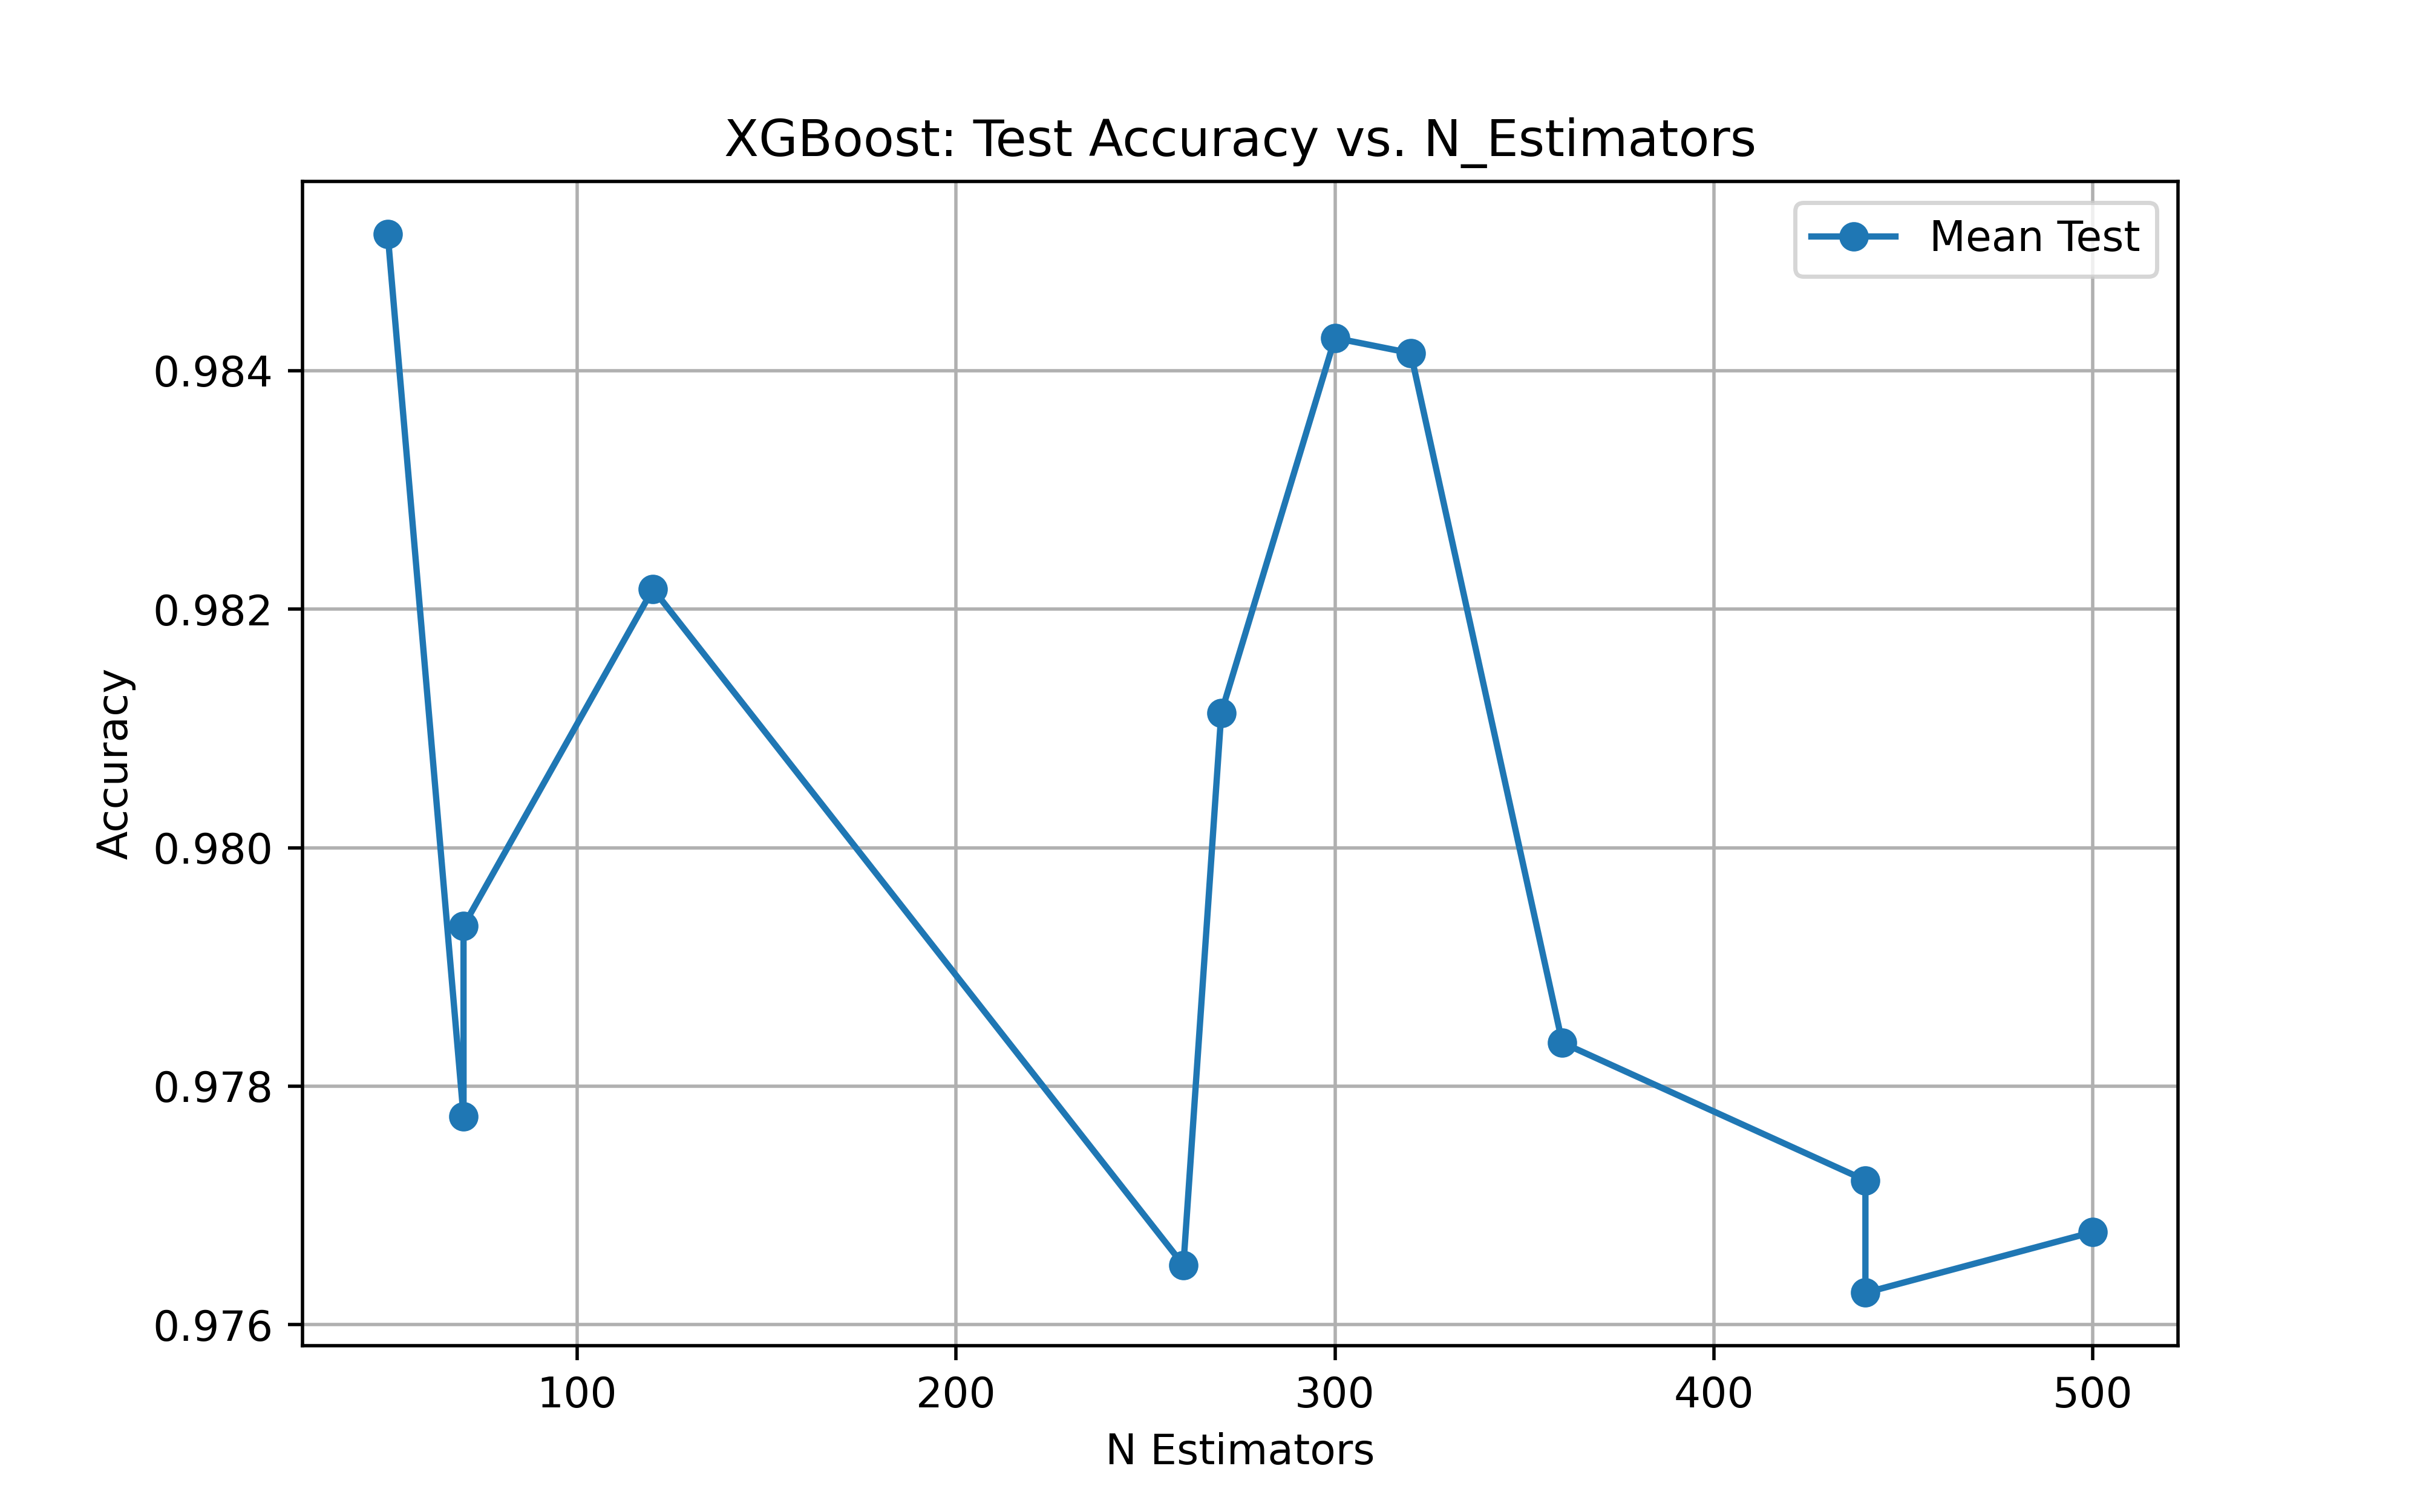 XGBoost: Test Accuracy vs. N_Estimators
Mean Test
Accuracy
0.984
0.982
0.980
0.978
0.976
100
200
300
400
500
N Estimators